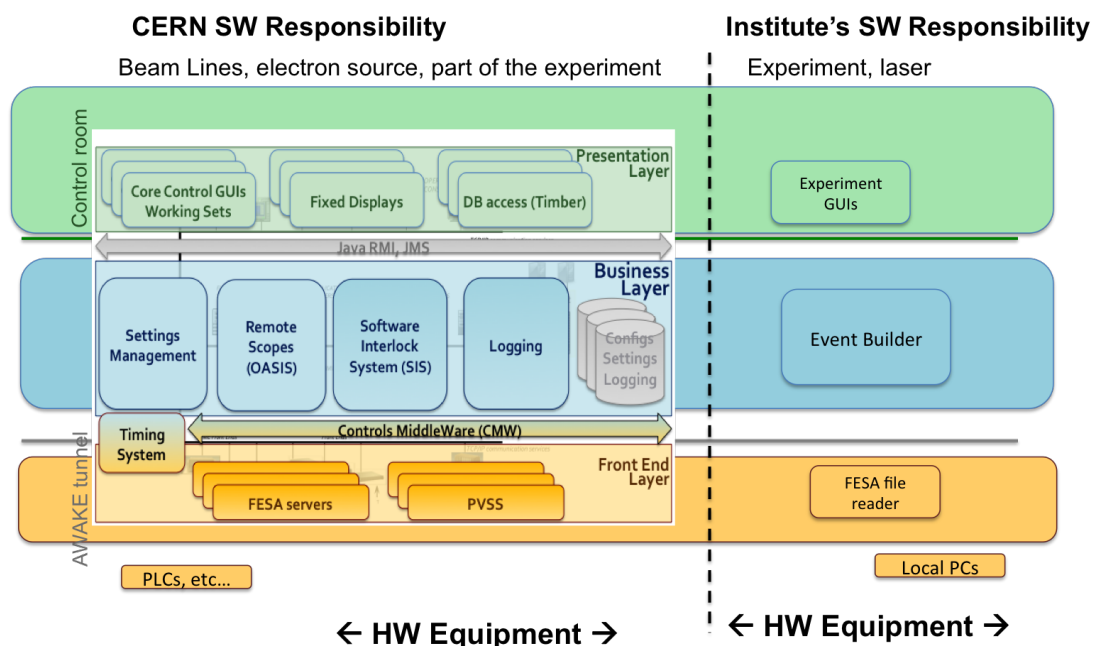 CERN SW Responsibility
Institute's SW Responsibility
Beam Lines, electron source, part of the experiment
Experiment, laser
Control room
Presentation
Layer
Core Control GUIs
Working Sets
Fixed Displays
DB access (Timber)
Experiment
GUIs
Java RMI, JMS
Business
Layer
Settings
Management
Remote
Scopes
(OASIS)
Software
Interlock
System (SIS)
Logging
Configs
Settings
Logging
Event Builder
Timing
System
Controls MiddleWare (CMW)
AWAKE tunnel
Front End
Layer
FESA servers
PVSS
FESA file
reader
PLCs, etc...
Local PCs
← HW Equipment →
← HW Equipment →